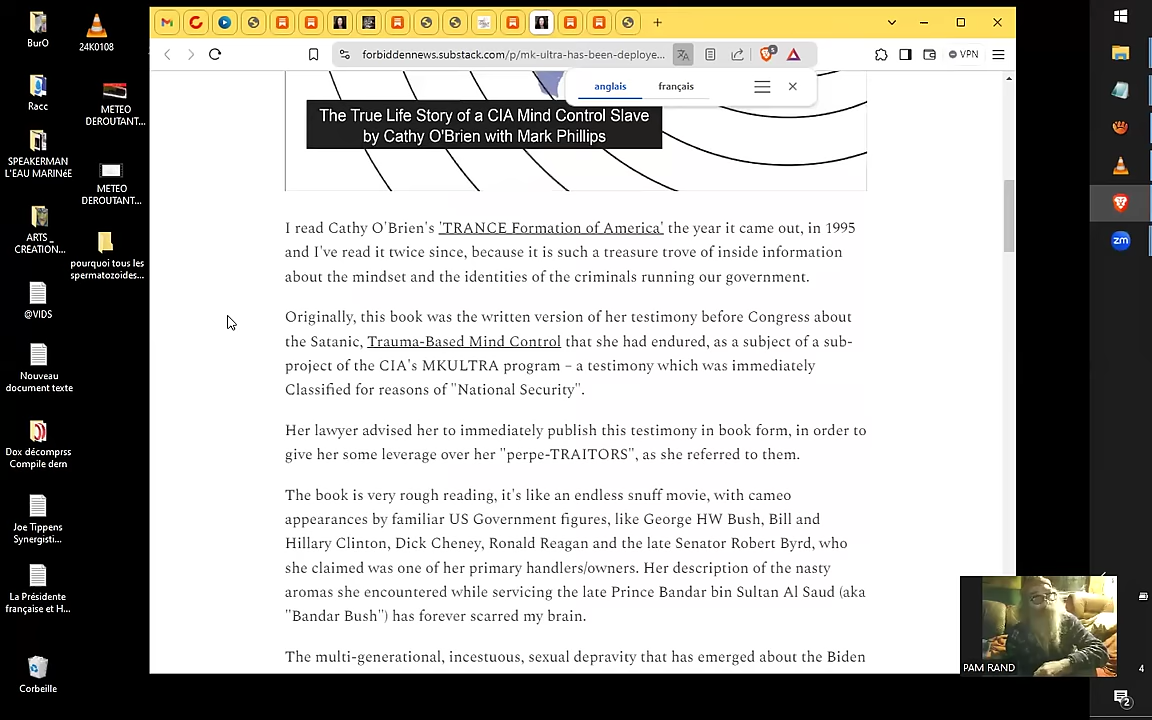 BurO
24K0108
Racc
METEO
DEROUTANT...
SPEAKERMAN
L'EAU MARINéE
METEO
DEROUTANT...
ARTS _
CREATION...
pourquoi tous les
spermatozoides...
@VIDS
Nouveau
document texte
Dox décomprss
Compile dern
Joe Tippens
Synergisti...
La Présidente
française et H...
Corbeille
forbiddennews.substack.com/p/mk-ultra-has-been-deploye...
VPN
anglais
français
The True Life Story of a CIA Mind Control Slave
by Cathy O'Brien with Mark Phillips
I read Cathy O'Brien's 'TRANCE Formation of America' the year it came out, in 1995
and I've read it twice since, because it is such a treasure trove of inside information
about the mindset and the identities of the criminals running our government.
Originally, this book was the written version of her testimony before Congress about
the Satanic, Trauma-Based Mind Control that she had endured, as a subject of a sub-
project of the CIA's MKULTRA program – a testimony which was immediately
Classified for reasons of "National Security".
Her lawyer advised her to immediately publish this testimony in book form, in order to
give her some leverage over her "perpe-TRAITORS", as she referred to them.
The book is very rough reading, it's like an endless snuff movie, with cameo
appearances by familiar US Government figures, like George HW Bush, Bill and
Hillary Clinton, Dick Cheney, Ronald Reagan and the late Senator Robert Byrd, who
she claimed was one of her primary handlers/owners. Her description of the nasty
aromas she encountered while servicing the late Prince Bandar bin Sultan Al Saud (aka
"Bandar Bush") has forever scarred my brain.
The multi-generational, incestuous, sexual depravity that has emerged about the Biden
zm
PAM RAND
4
2